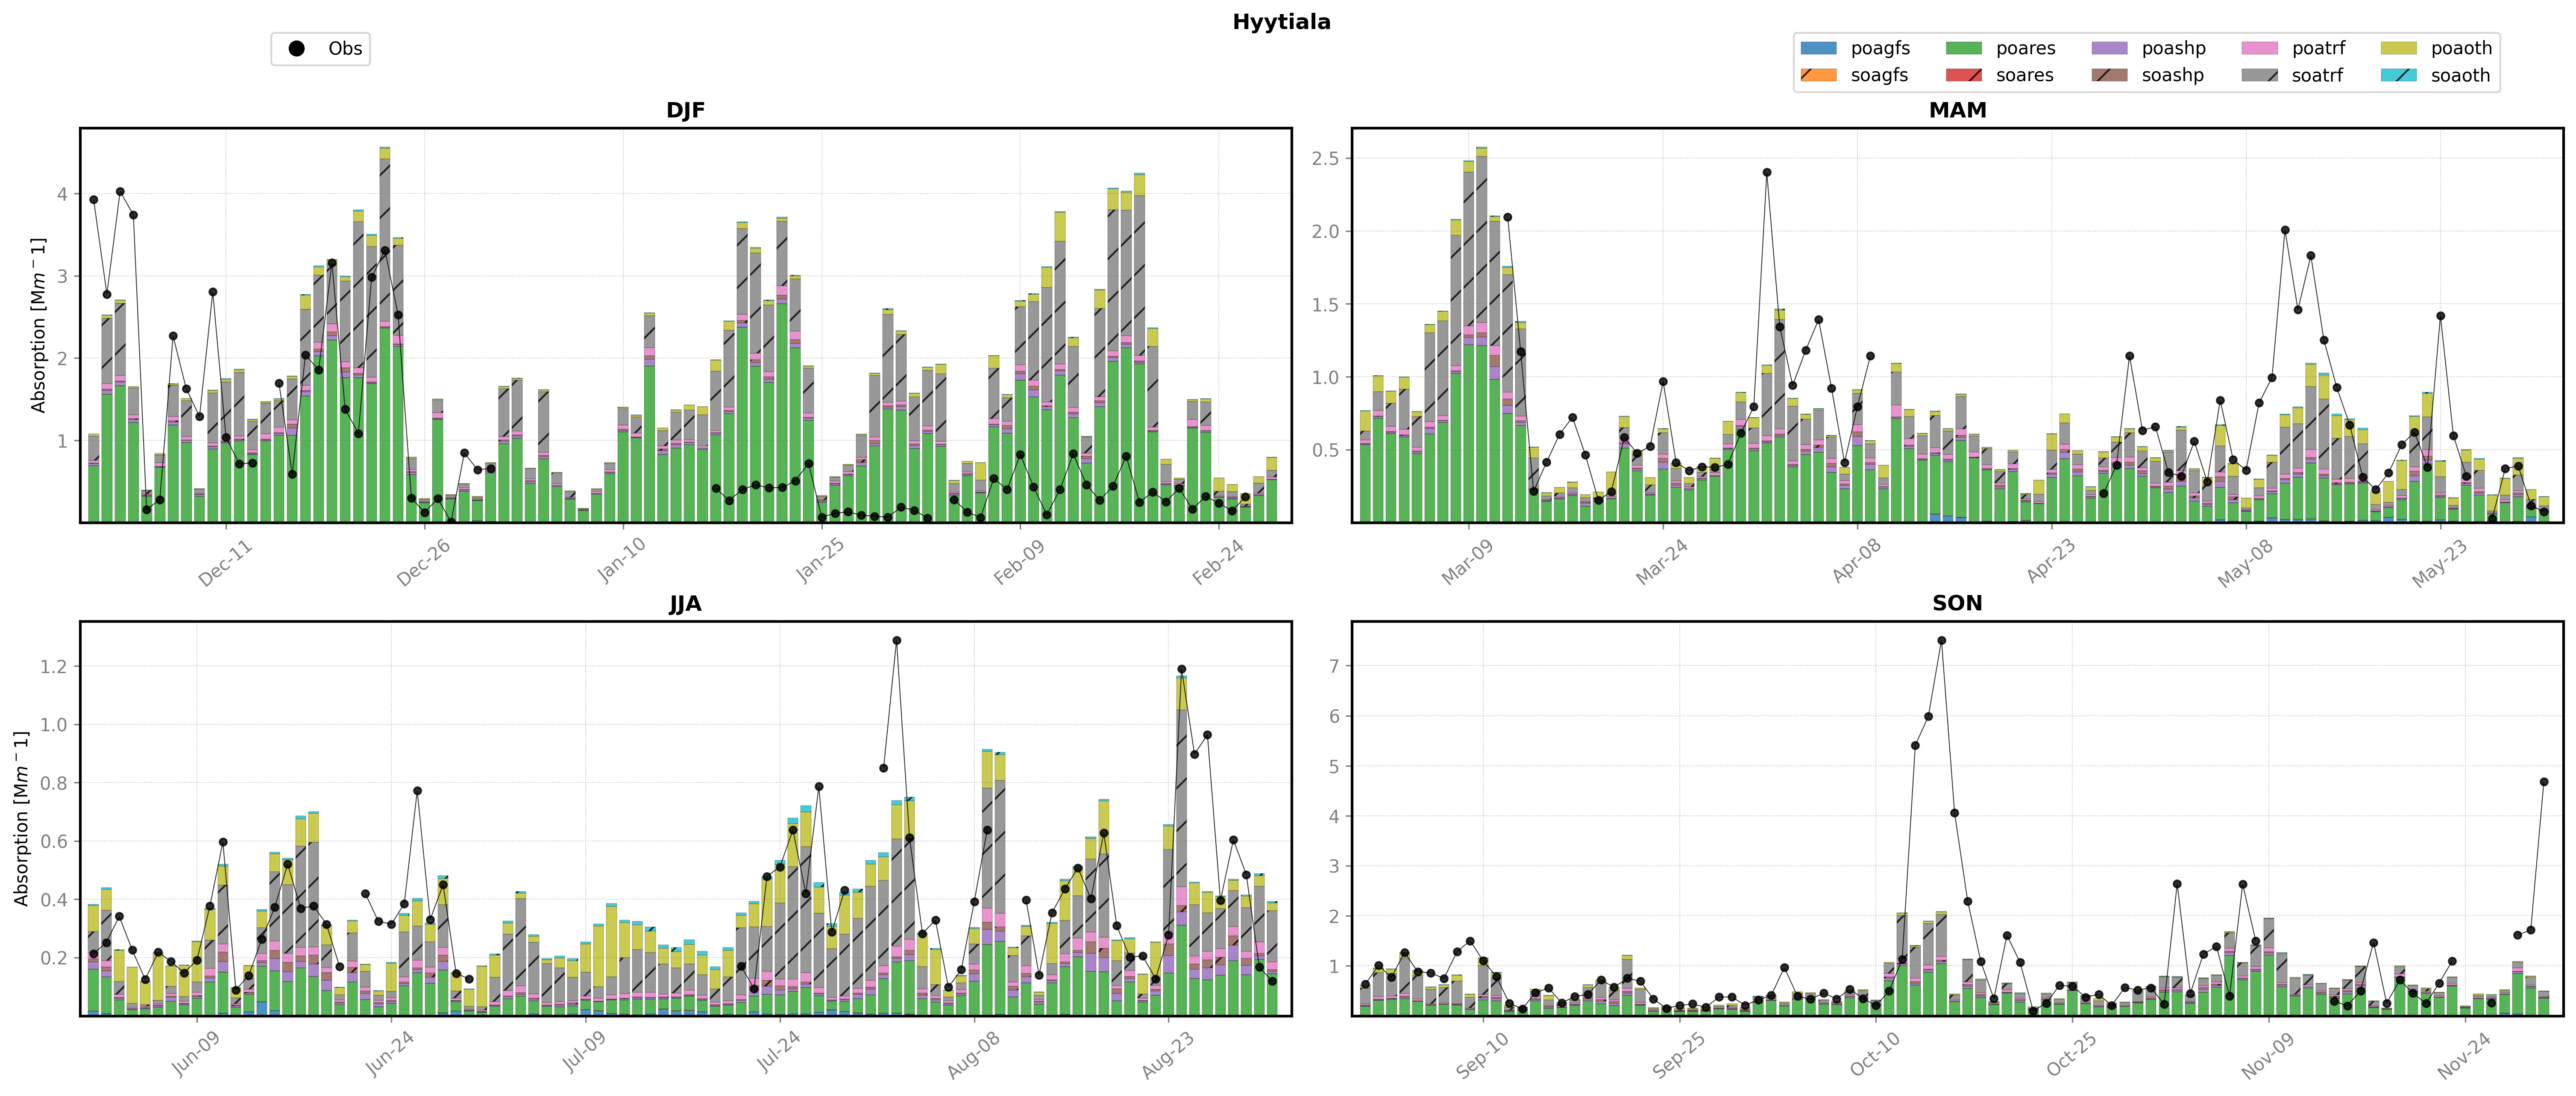 Hyytiala
Obs
poagfs poares poashp poatrf poaoth
soagfs soares soashp soatrf soaoth
DJF
MAM
Absorption [Mm⁻1]
4
3
2
1
Dec-11 Dec-26 Jan-10 Jan-25 Feb-09 Feb-24
2.5
2.0
1.5
1.0
0.5
Mar-09 Mar-24 Apr-08 Apr-23 May-08 May-23
JJA
SON
Absorption [Mm⁻1]
1.2
1.0
0.8
0.6
0.4
0.2
Jun-09 Jun-24 Jul-09 Jul-24 Aug-08 Aug-23
7
6
5
4
3
2
1
Sep-10 Sep-25 Oct-10 Oct-25 Nov-09 Nov-24